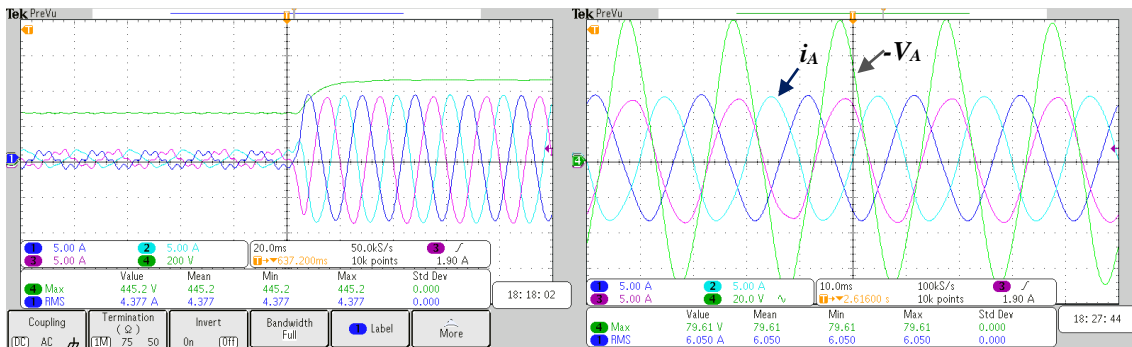 Tek PreVu
T
T
1
1 5.00 A 2 5.00 A
3 5.00 A 4 200 V
20.0ms 50.0kS/s 3
T→▼637.200ms 10k points 1.90 A
Value Mean Min Max Std Dev
4 Max 445.2 V 445.2 445.2 445.2 0.000
1 RMS 4.377 A 4.377 4.377 4.377 0.000
18:18:02
Coupling
DC AC
Termination
(Ω)
1M 75 50
Invert
On Off
Bandwidth
Full
1 Label
More
Tek PreVu
T
T
iA
-VA
4
1 5.00 A 2 5.00 A
3 5.00 A 4 20.0 V
10.0ms 100kS/s 3
T→▼2.61600 s 10k points 1.90 A
Value Mean Min Max Std Dev
4 Max 79.61 V 79.61 79.61 79.61 0.000
1 RMS 6.050 A 6.050 6.050 6.050 0.000
18:27:44